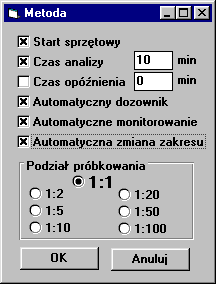 Metoda
Start sprzętowy
Czas analizy 10 min
Czas opóźnienia 0 min
Automatyczny dozownik
Automatyczne monitorowanie
Automatyczna zmiana zakresu
Podział próbkowania
1:1
1:2 1:20
1:5 1:50
1:10 1:100
OK Anuluj